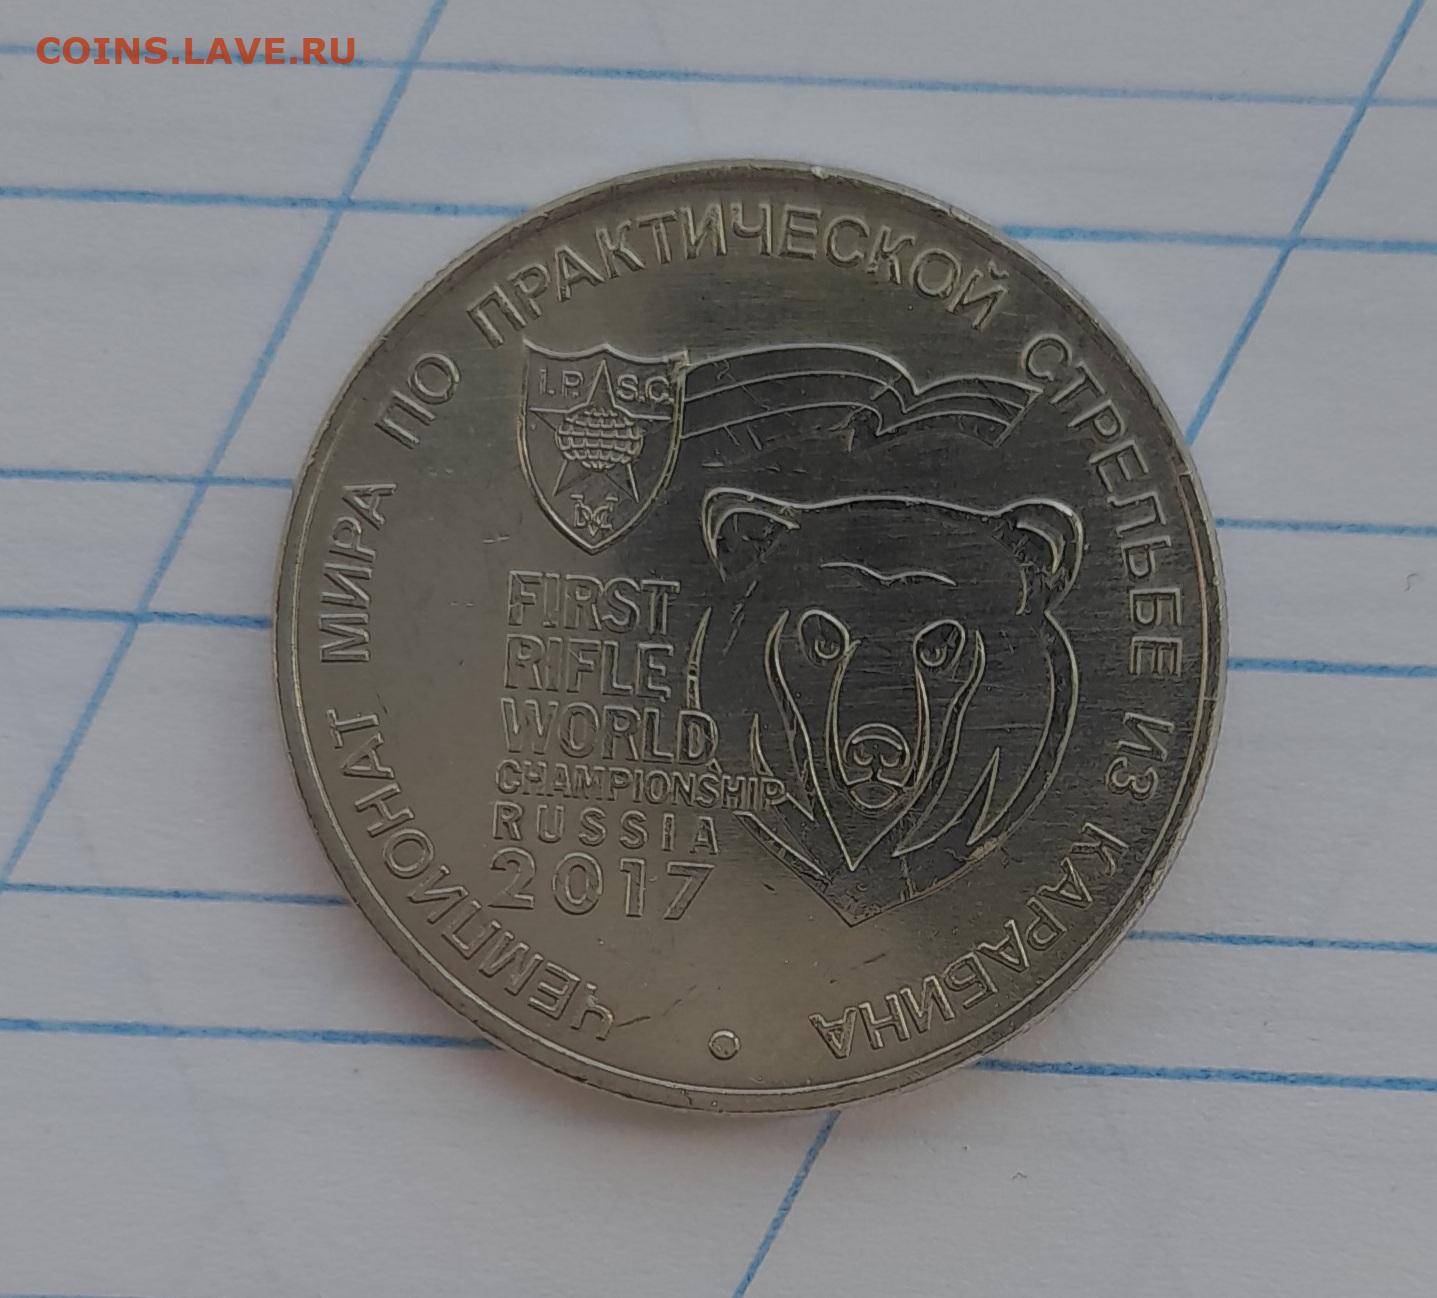 COINS.LAVE.RU
ЧЕМПИОНАТ МИРА ПО ПРАКТИЧЕСКОЙ СТРЕЛЬБЕ ИЗ КАРАБИНА
I.P.S.C.
FIRST
RIFLE
WORLD
CHAMPIONSHIP
RUSSIA
2017